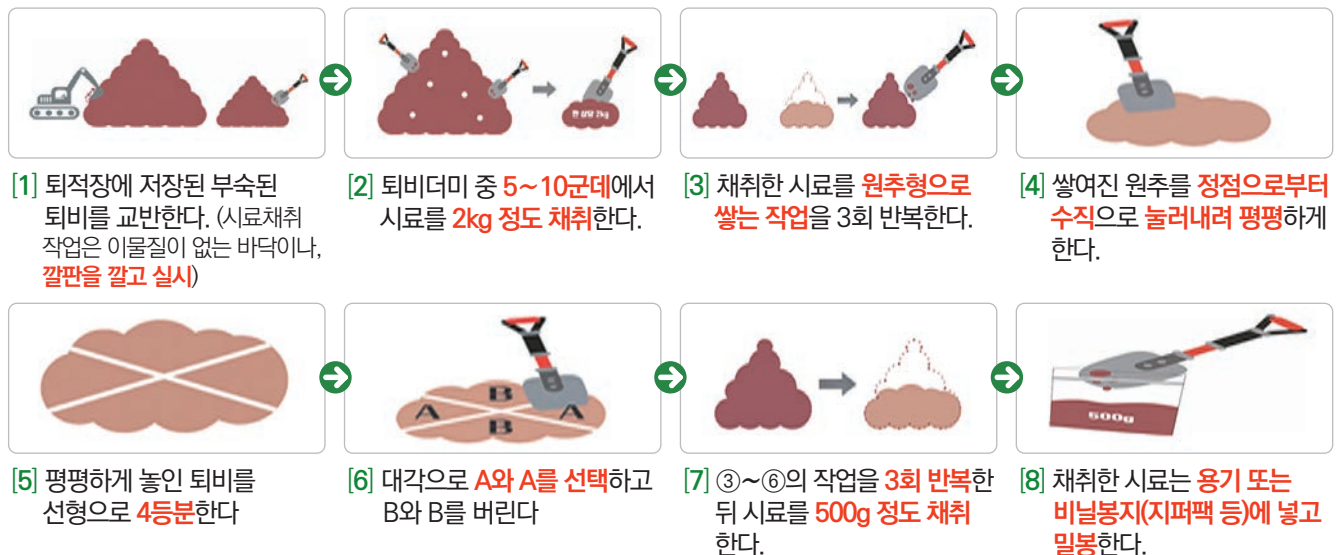 한 삽당 2kg
[1] 퇴적장에 저장된 부숙된
퇴비를 교반한다. (시료채취
작업은 이물질이 없는 바닥이나,
깔판을 깔고 실시)
[2] 퇴비더미 중 5~10군데에서
시료를 2kg 정도 채취한다.
[3] 채취한 시료를 원추형으로
쌓는 작업을 3회 반복한다.
[4] 쌓여진 원추를 정점으로부터
수직으로 눌러내려 평평하게
한다.
A B A
B
500g
[5] 평평하게 놓인 퇴비를
선형으로 4등분한다
[6] 대각으로 A와 A를 선택하고
B와 B를 버린다
[7] ③~⑥의 작업을 3회 반복한
뒤 시료를 500g 정도 채취
한다.
[8] 채취한 시료는 용기 또는
비닐봉지(지퍼팩 등)에 넣고
밀봉한다.